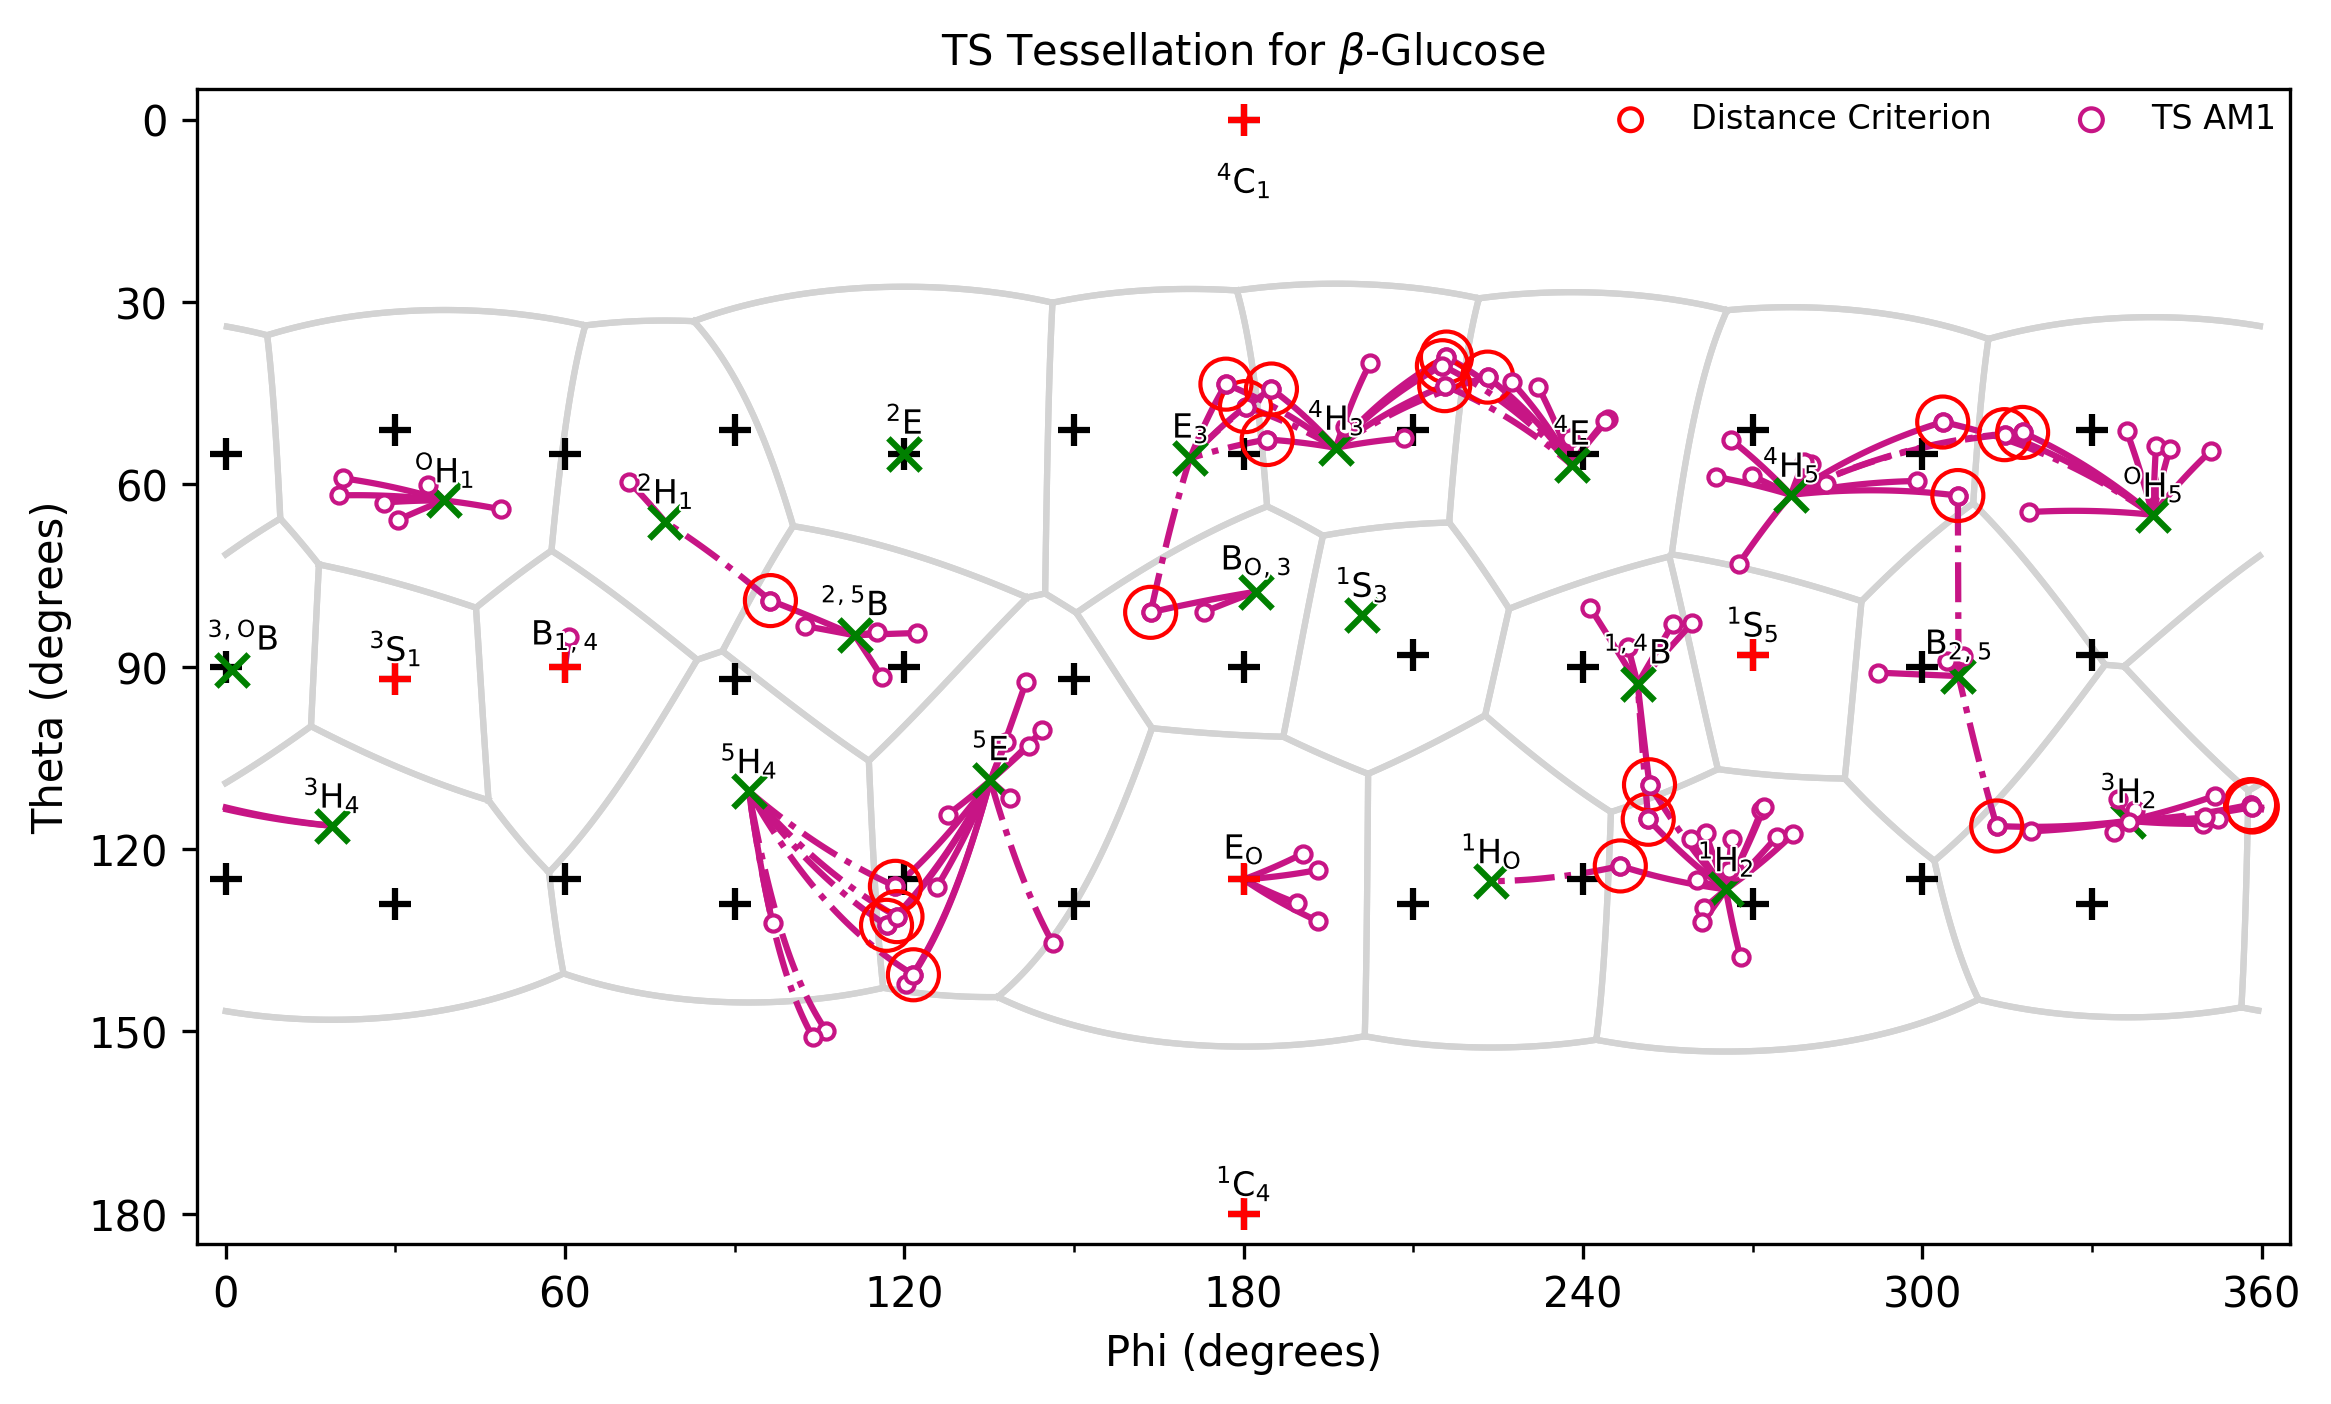 TS Tessellation for β-Glucose
Distance Criterion
TS AM1
⁴C₁
²E
E₃
⁴H₃
⁴E
ᴼH₁
²H₁
⁴H₅
ᴼH₅
B_O,3
¹S₃
²,⁵B
³,ᴼB
³S₁
B₁,₄
¹,⁴B
¹S₅
B₂,₅
⁵H₄
⁵E
³H₄
³H₂
E_O
¹H_O
¹H₂
¹C₄
0
30
60
90
120
150
180
Theta (degrees)
0 60 120 180 240 300 360
Phi (degrees)